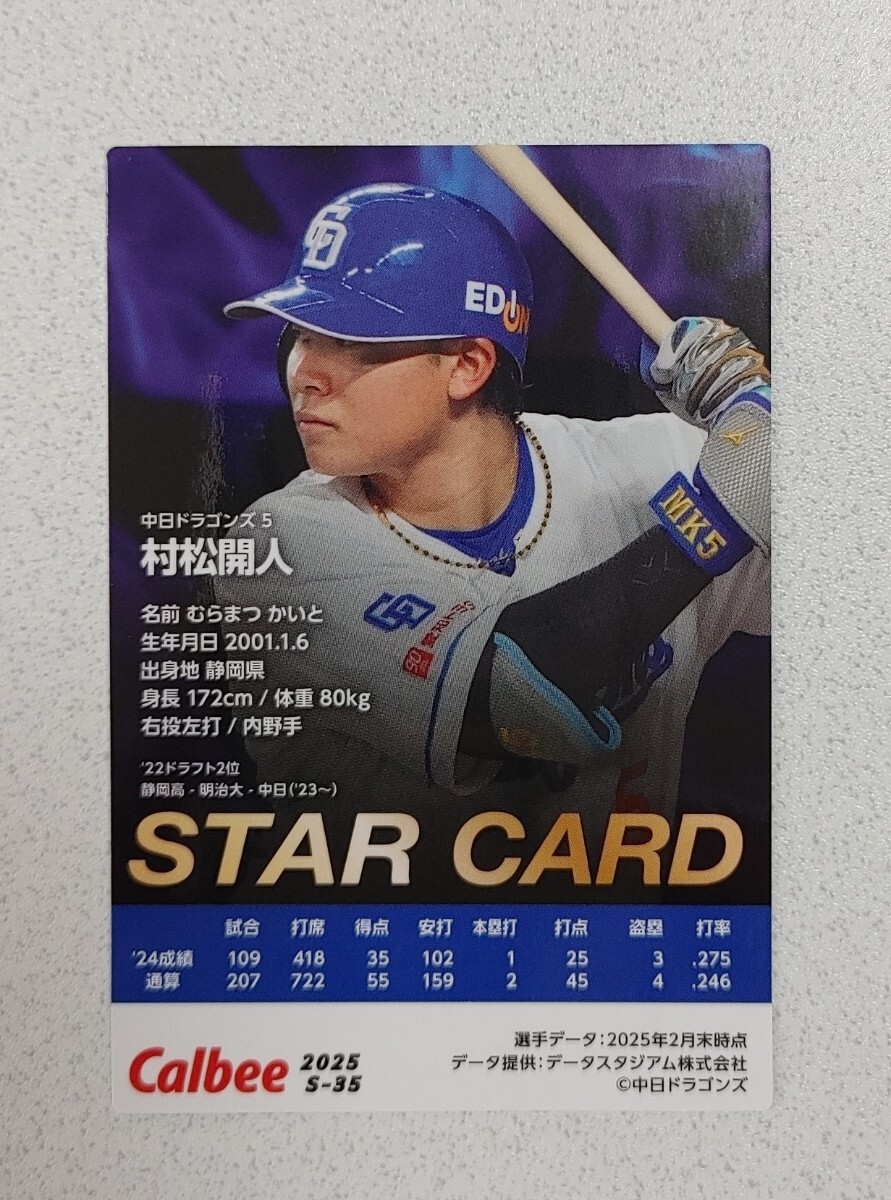 CD
EDION
MK5
CD
中日ドラゴンズ 5
村松開人
名前 むらまつ かいと
生年月日 2001.1.6
出身地 静岡県
身長 172cm / 体重 80kg
右投左打 / 内野手
'22ドラフト2位
静岡高 - 明治大 - 中日('23〜)
STAR CARD
試合 打席 得点 安打 本塁打 打点 盗塁 打率
'24成績 109 418 35 102 1 25 3 .275
通算 207 722 55 159 2 45 4 .246
Calbee 2025
S-35
選手データ:2025年2月末時点
データ提供:データスタジアム株式会社
©中日ドラゴンズ